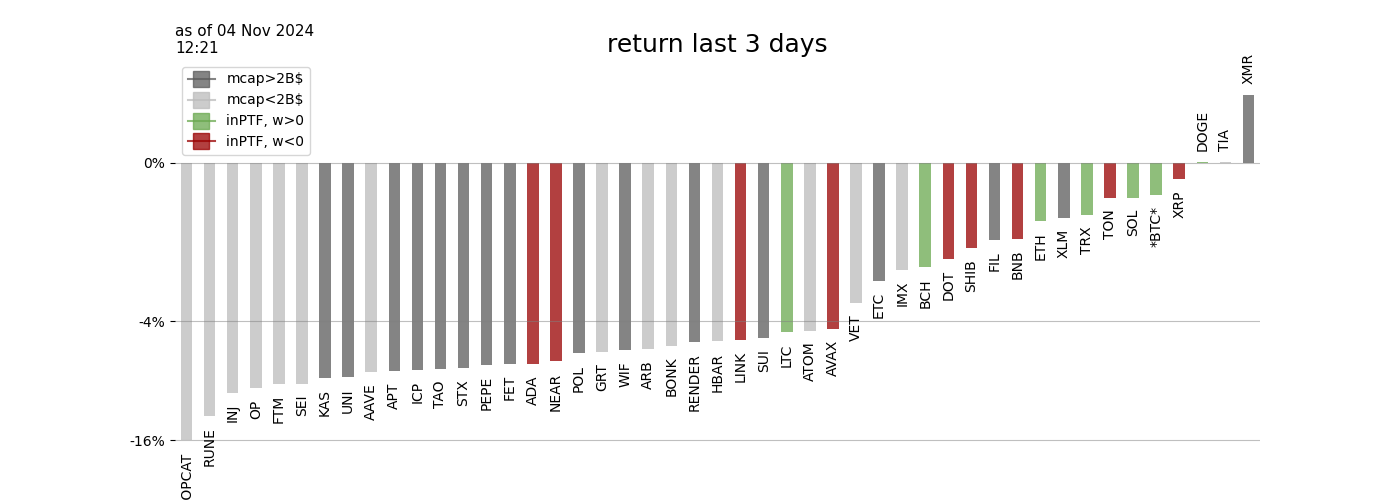 as of 04 Nov 2024
12:21
return last 3 days
mcap>2B$
mcap<2B$
inPTF, w>0
inPTF, w<0
0%
-4%
-16%
OPCAT
RUNE
INJ
OP
FTM
SEI
KAS
UNI
AAVE
APT
ICP
TAO
STX
PEPE
FET
ADA
NEAR
POL
GRT
WIF
ARB
BONK
RENDER
HBAR
LINK
SUI
LTC
ATOM
AVAX
VET
ETC
IMX
BCH
DOT
SHIB
FIL
BNB
ETH
XLM
TRX
TON
SOL
*BTC*
XRP
DOGE
TIA
XMR